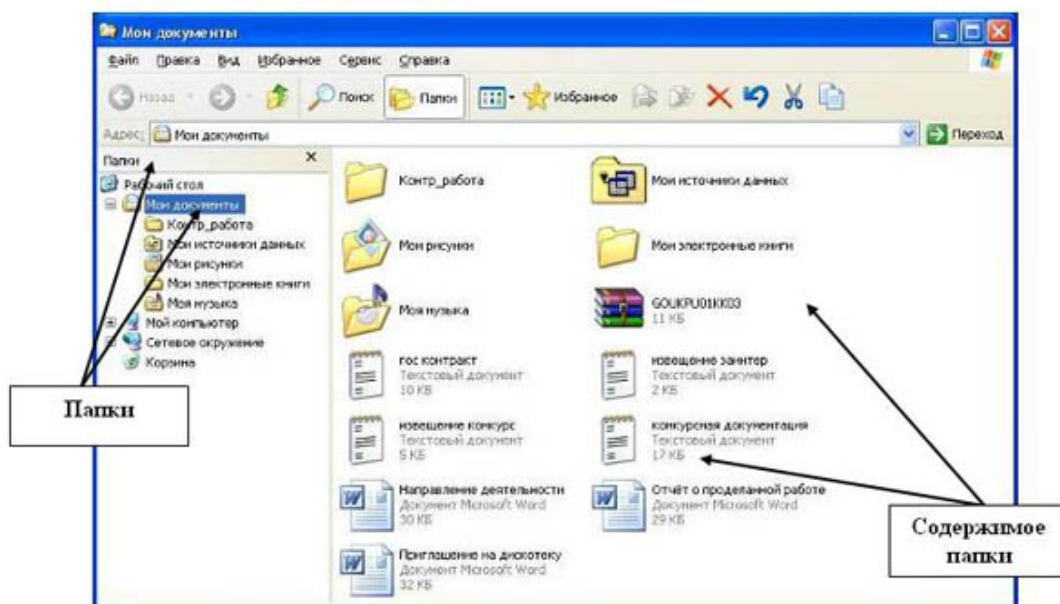 Мои документы
Файл Правка Вид Избранное Сервис Справка
Назад Поиск Папки Избранное
Адрес: Мои документы Переход
Папки
Рабочий стол
Мои документы
Контр_работа
Мои источники данных
Мои рисунки
Мои электронные книги
Моя музыка
Мой компьютер
Сетевое окружение
Корзина
Контр_работа
Мои источники данных
Мои рисунки
Мои электронные книги
Моя музыка
GOUKPU01KK03
11 КБ
гос контракт
Текстовый документ
10 КБ
извещение заинтер
Текстовый документ
2 КБ
извещение конкурс
Текстовый документ
5 КБ
конкурсная документация
Текстовый документ
17 КБ
Направление деятельности
Документ Microsoft Word
30 КБ
Отчёт о проделанной работе
Документ Microsoft Word
29 КБ
Приглашение на дискотеку
Документ Microsoft Word
32 КБ
Папки
Содержимое
папки